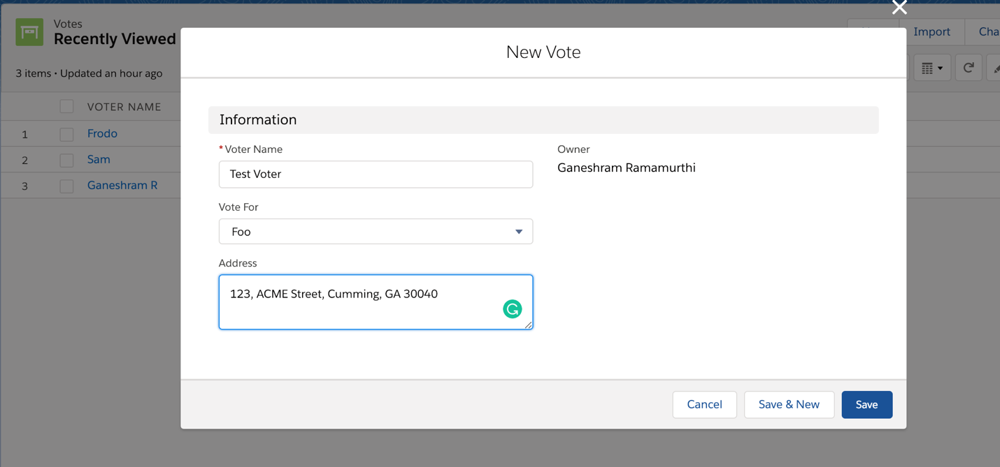 Votes
Recently Viewed
Import
Cha
3 items • Updated an hour ago
VOTER NAME
1 Frodo
2 Sam
3 Ganeshram R
New Vote
Information
* Voter Name
Test Voter
Owner
Ganeshram Ramamurthi
Vote For
Foo
Address
123, ACME Street, Cumming, GA 30040
Cancel
Save & New
Save